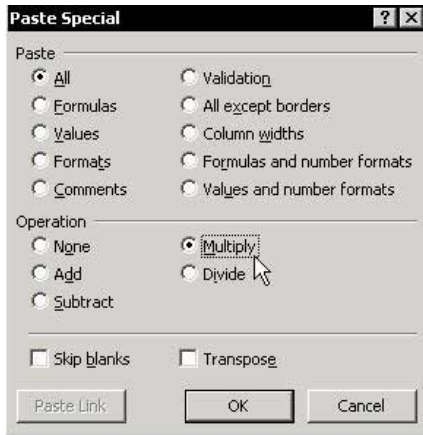 Paste Special
Paste
All
Validation
Formulas
All except borders
Values
Column widths
Formats
Formulas and number formats
Comments
Values and number formats
Operation
None
Multiply
Add
Divide
Subtract
Skip blanks
Transpose
Paste Link
OK
Cancel